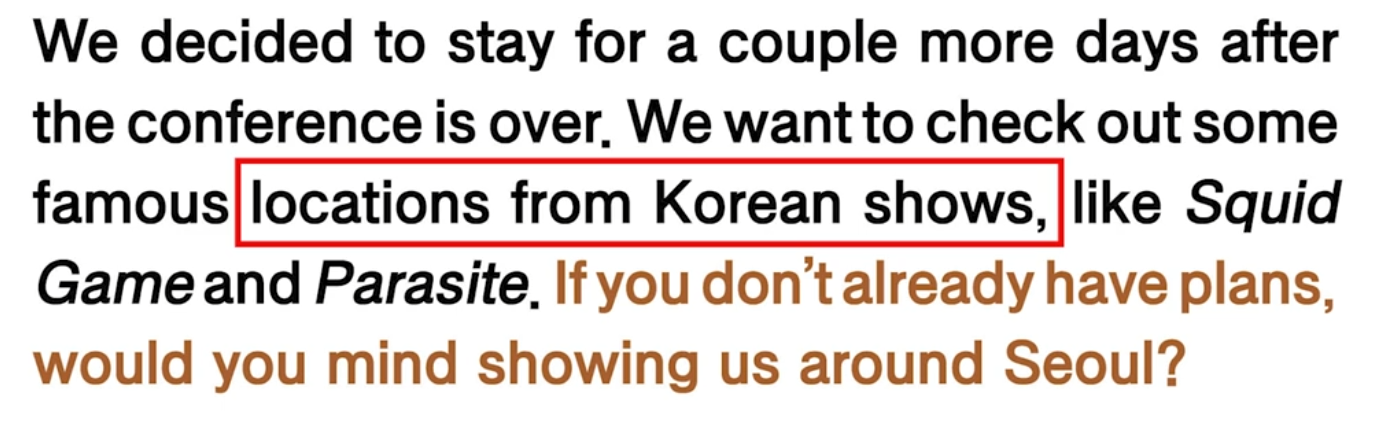 We decided to stay for a couple more days after
the conference is over. We want to check out some
famous locations from Korean shows, like Squid
Game and Parasite. If you don't already have plans,
would you mind showing us around Seoul?